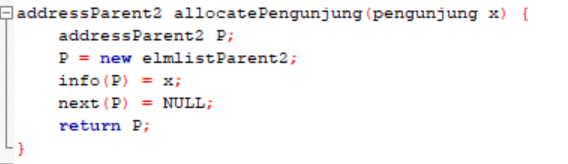 addressParent2 allocatePengunjung(pengunjung x) {
    addressParent2 P;
    P = new elmlistParent2;
    info(P) = x;
    next(P) = NULL;
    return P;
}